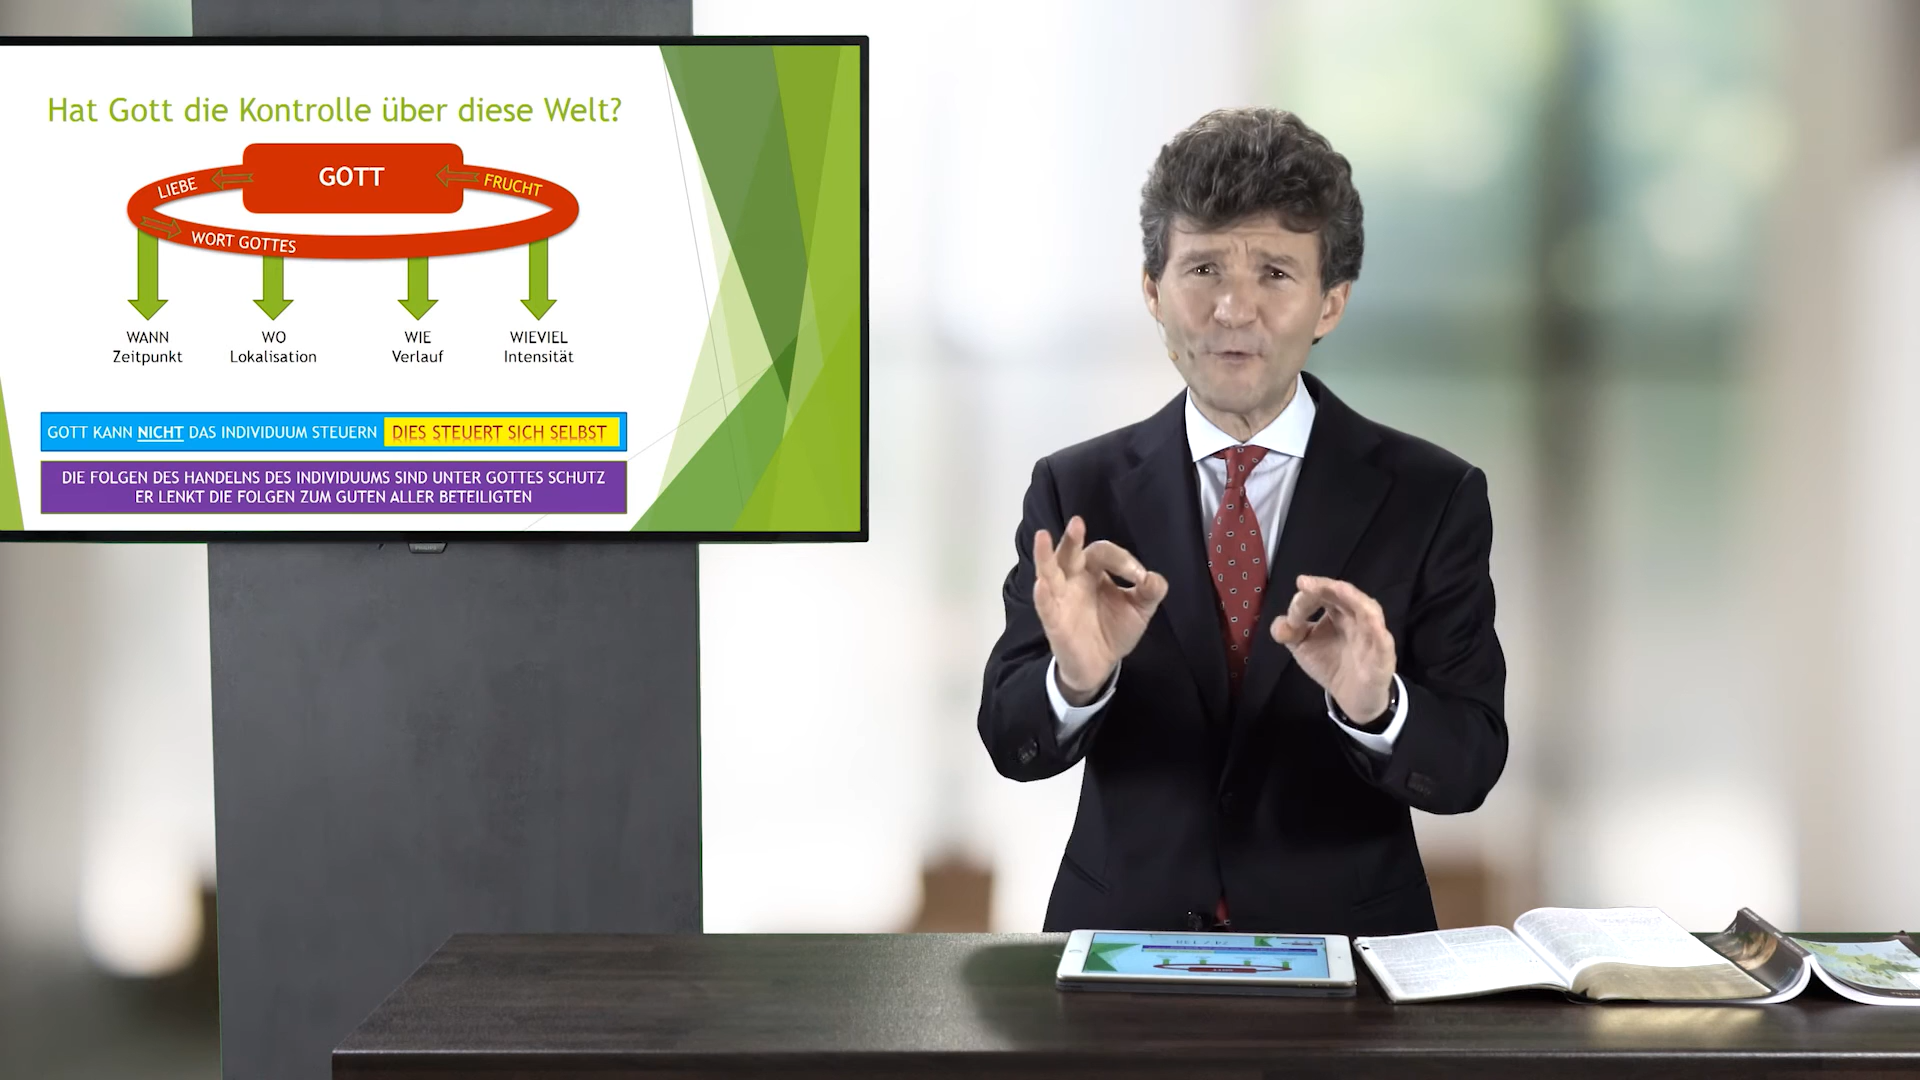 Hat Gott die Kontrolle über diese Welt?
GOTT
LIEBE
FRUCHT
WORT GOTTES
WANN
Zeitpunkt
WO
Lokalisation
WIE
Verlauf
WIEVIEL
Intensität
GOTT KANN NICHT DAS INDIVIDUUM STEUERN DIES STEUERT SICH SELBST
DIE FOLGEN DES HANDELNS DES INDIVIDUUMS SIND UNTER GOTTES SCHUTZ
ER LENKT DIE FOLGEN ZUM GUTEN ALLER BETEILIGTEN